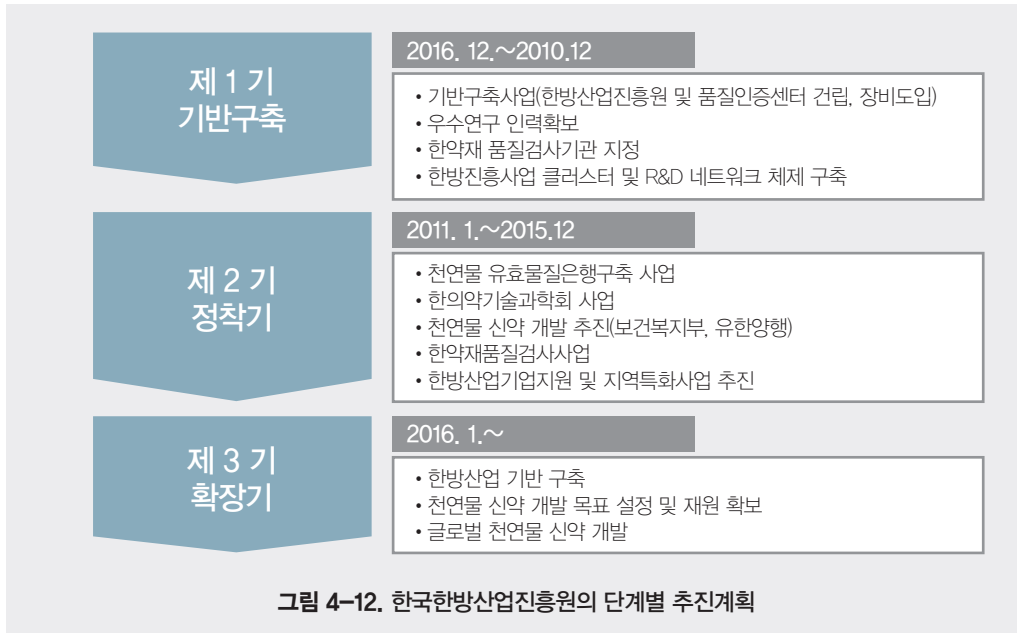 제 1 기
기반구축
2016. 12.~2010.12
• 기반구축사업(한방산업진흥원 및 품질인증센터 건립, 장비도입)
• 우수연구 인력확보
• 한약재 품질검사기관 지정
• 한방진흥사업 클러스터 및 R&D 네트워크 체제 구축
제 2 기
정착기
2011. 1.~2015.12
• 천연물 유효물질은행구축 사업
• 한의약기술과학회 사업
• 천연물 신약 개발 추진(보건복지부, 유한양행)
• 한약재품질검사사업
• 한방산업기업지원 및 지역특화사업 추진
제 3 기
확장기
2016. 1.~
• 한방산업 기반 구축
• 천연물 신약 개발 목표 설정 및 재원 확보
• 글로벌 천연물 신약 개발
그림 4-12. 한국한방산업진흥원의 단계별 추진계획